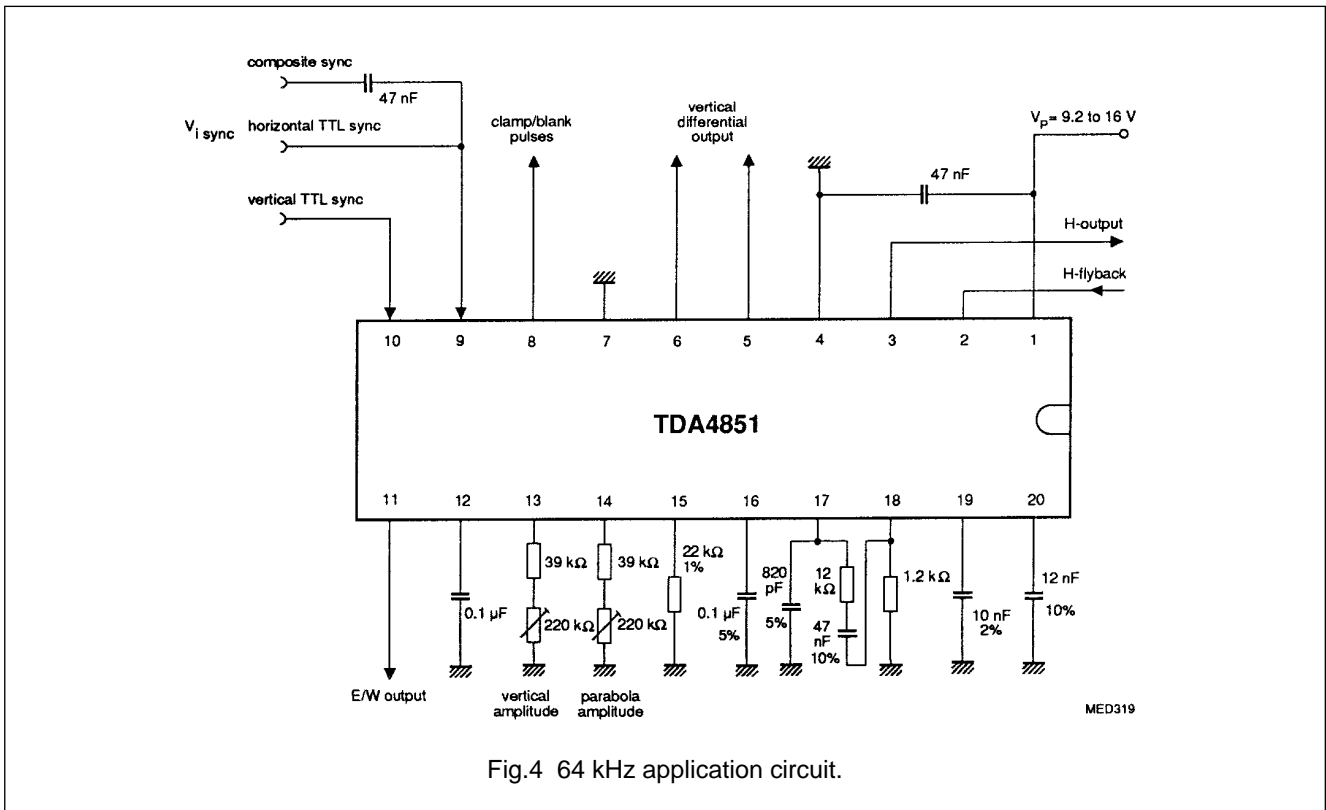 composite sync
47 nF
V i sync
horizontal TTL sync
vertical TTL sync
clamp/blank
pulses
vertical
differential
output
47 nF
VP= 9.2 to 16 V
H-output
H-flyback
10 9 8 7 6 5 4 3 2 1
TDA4851
11 12 13 14 15 16 17 18 19 20
0.1 µF
39 kΩ
220 kΩ
39 kΩ
220 kΩ
22 kΩ
1%
0.1 µF
5%
820
pF
5%
12
kΩ
47
nF
10%
1.2 kΩ
10 nF
2%
12 nF
10%
E/W output
vertical
amplitude
parabola
amplitude
MED319
Fig.4 64 kHz application circuit.